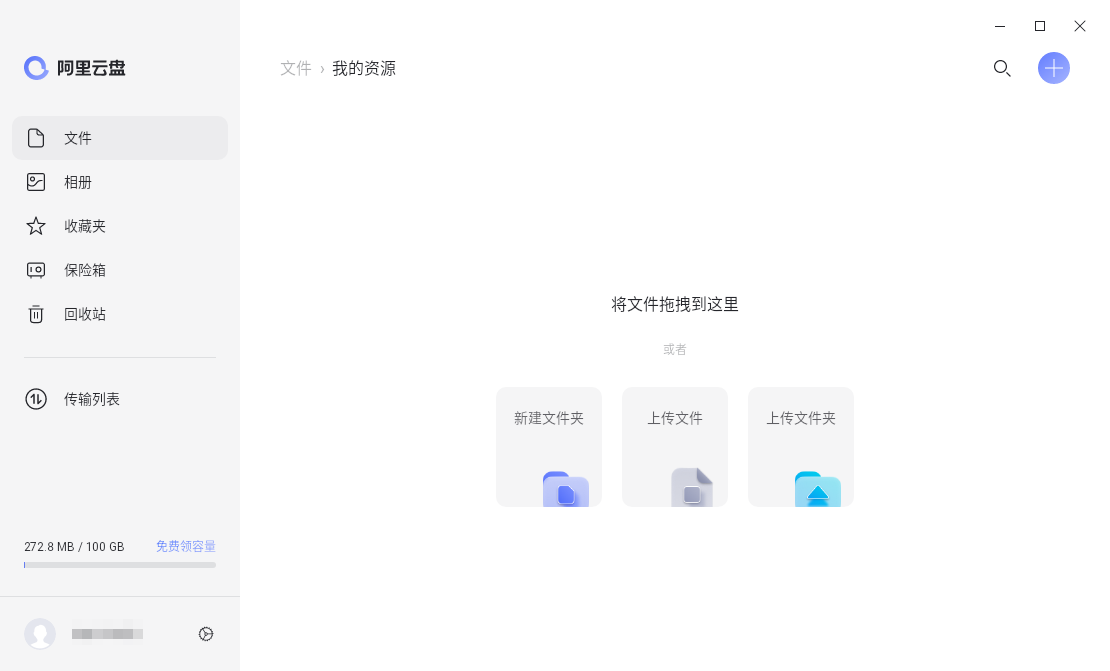 阿里云盘
文件
相册
收藏夹
保险箱
回收站
传输列表
272.8 MB / 100 GB 免费领容量
文件 › 我的资源
将文件拖拽到这里
或者
新建文件夹 上传文件 上传文件夹